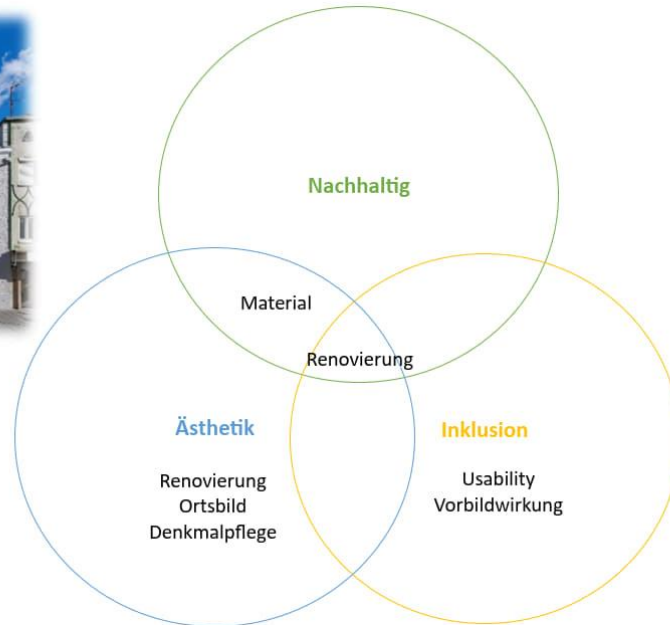 Nachhaltig
Material
Renovierung
Ästhetik
Renovierung
Ortsbild
Denkmalpflege
Inklusion
Usability
Vorbildwirkung